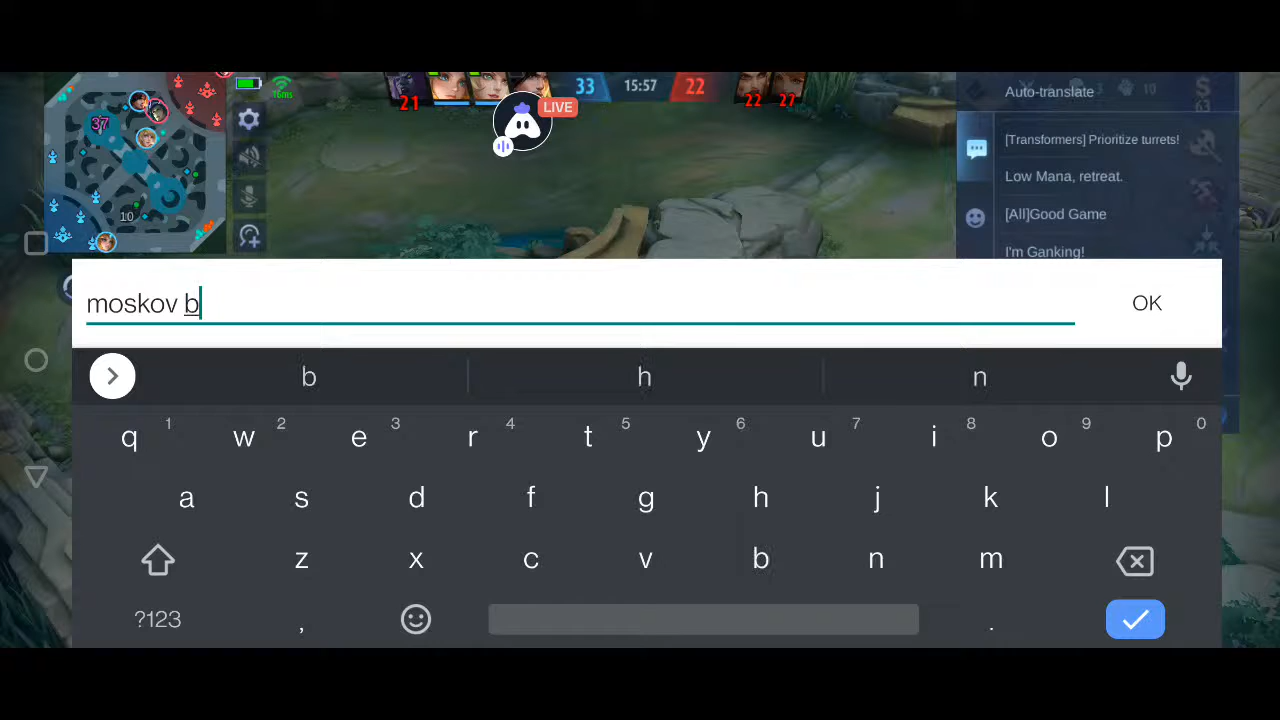 37
10
16ms
21
33
15:57
22
22
27
LIVE
Auto-translate
[Transformers] Prioritize turrets!
Low Mana, retreat.
[All]Good Game
I'm Ganking!
moskov b
OK
b h n
q 1 w 2 e 3 r 4 t 5 y 6 u 7 i 8 o 9 p 0
a s d f g h j k l
z x c v b n m
?123 , .